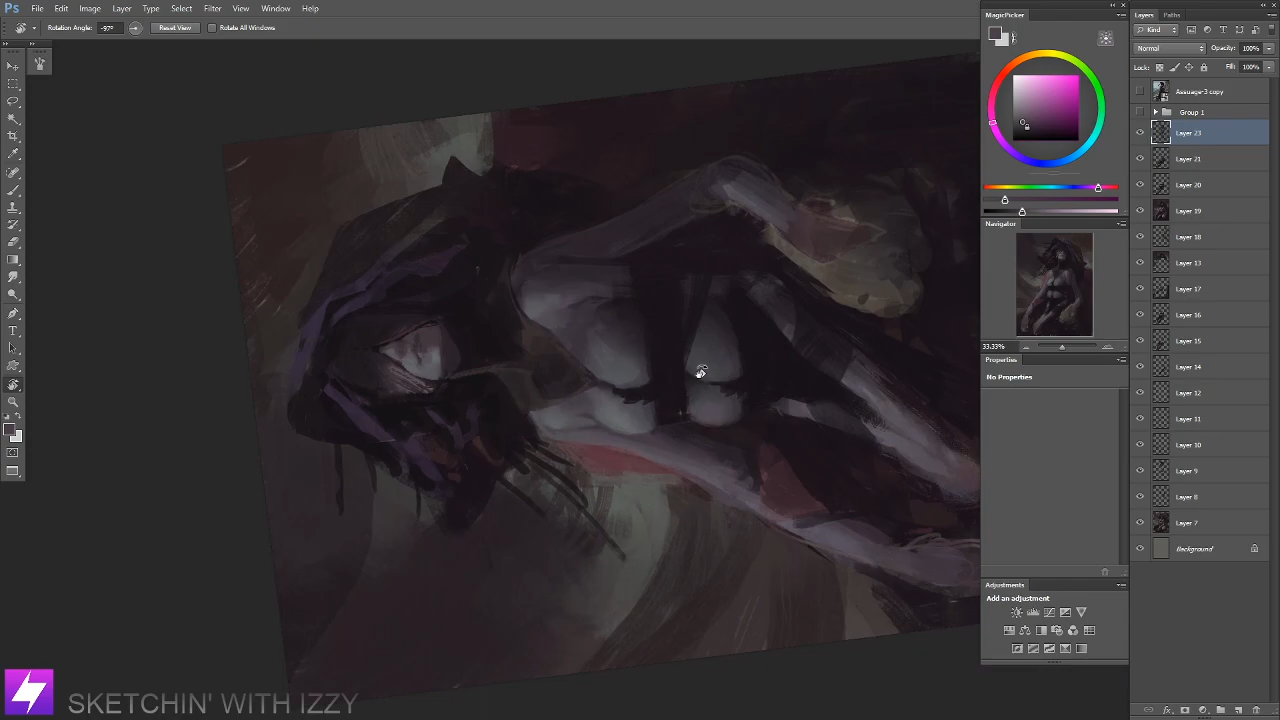 Ps File Edit Image Layer Type Select Filter View Window Help
Rotation Angle: -97° Reset View Rotate All Windows
MagicPicker
Navigator
33.33%
Properties
No Properties
Adjustments
Add an adjustment
Layers Paths
Kind
Normal Opacity: 100%
Lock: Fill: 100%
Assuage-3 copy
Group 1
Layer 23
Layer 21
Layer 20
Layer 19
Layer 18
Layer 13
Layer 17
Layer 16
Layer 15
Layer 14
Layer 12
Layer 11
Layer 10
Layer 9
Layer 8
Layer 7
Background
SKETCHIN' WITH IZZY